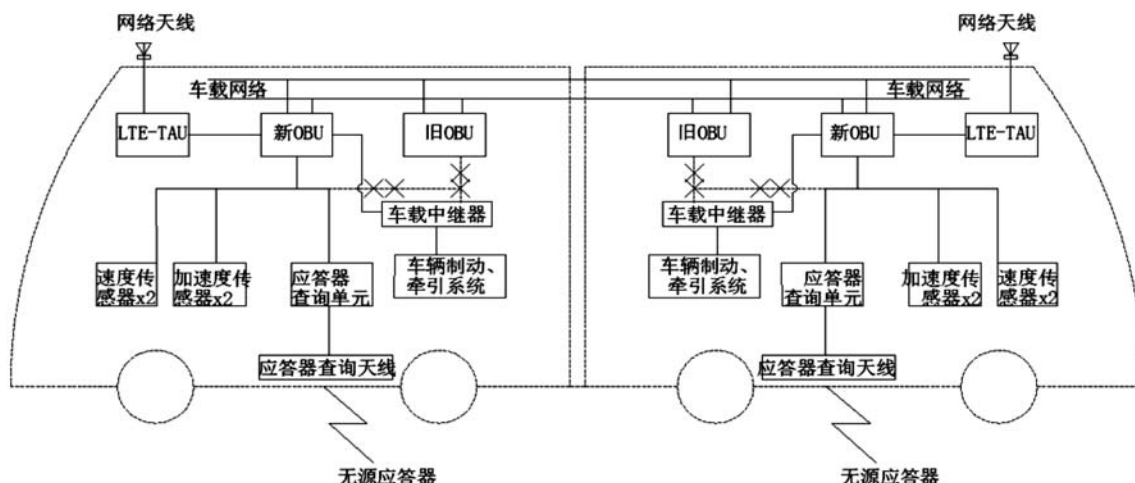 网络天线
网络天线
车载网络
车载网络
LTE-TAU
新OBU
旧OBU
旧OBU
新OBU
LTE-TAU
车载中继器
车载中继器
速度传
感器x2
加速度传
感器x2
应答器
查询单元
车辆制动、
牵引系统
车辆制动、
牵引系统
应答器
查询单元
加速度传
感器x2
速度传
感器x2
应答器查询天线
应答器查询天线
无源应答器
无源应答器